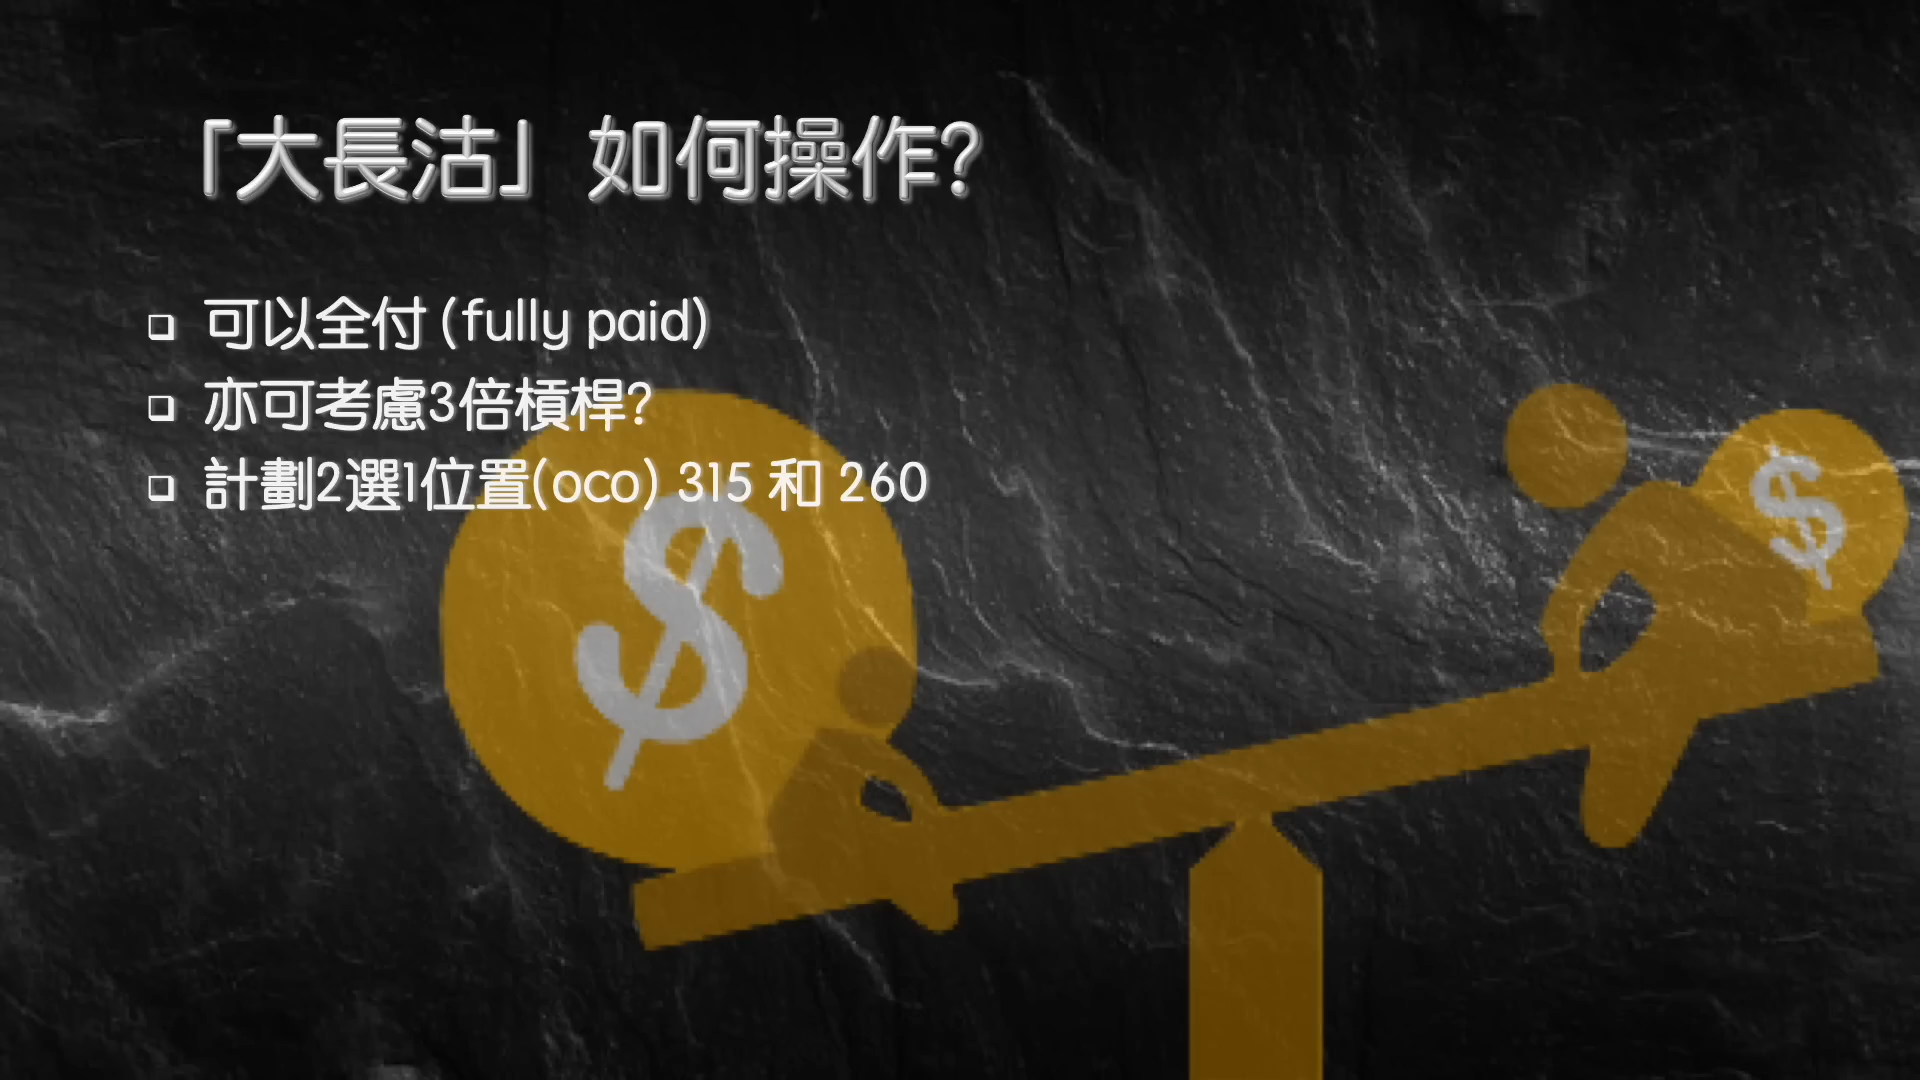 「大長沽」如何操作?
可以全付 (fully paid)
亦可考慮3倍槓桿?
計劃2選1位置(oco) 315 和 260
$
$